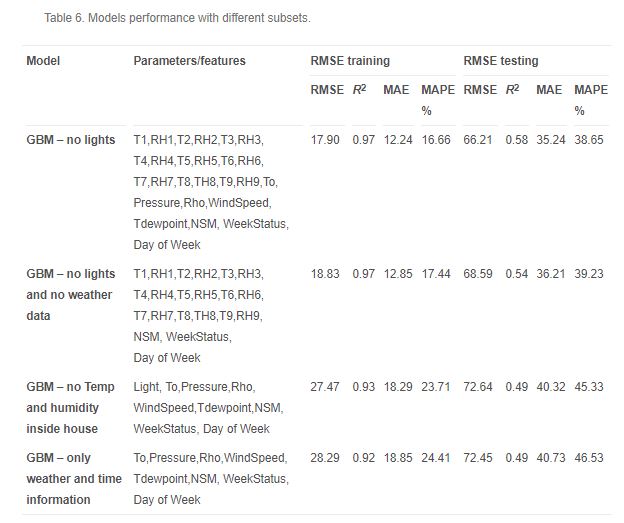 Table 6. Models performance with different subsets.
Model Parameters/features RMSE training RMSE testing
RMSE R2 MAE MAPE % RMSE R2 MAE MAPE %
GBM – no lights T1,RH1,T2,RH2,T3,RH3, 17.90 0.97 12.24 16.66 66.21 0.58 35.24 38.65
T4,RH4,T5,RH5,T6,RH6,
T7,RH7,T8,TH8,T9,RH9,To,
Pressure,Rho,WindSpeed,
Tdewpoint,NSM, WeekStatus,
Day of Week
GBM – no lights T1,RH1,T2,RH2,T3,RH3, 18.83 0.97 12.85 17.44 68.59 0.54 36.21 39.23
and no weather T4,RH4,T5,RH5,T6,RH6,
data T7,RH7,T8,TH8,T9,RH9,
NSM, WeekStatus,
Day of Week
GBM – no Temp Light, To,Pressure,Rho, 27.47 0.93 18.29 23.71 72.64 0.49 40.32 45.33
and humidity WindSpeed,Tdewpoint,NSM,
inside house WeekStatus, Day of Week
GBM – only To,Pressure,Rho,WindSpeed, 28.29 0.92 18.85 24.41 72.45 0.49 40.73 46.53
weather and time Tdewpoint,NSM, WeekStatus,
information Day of Week